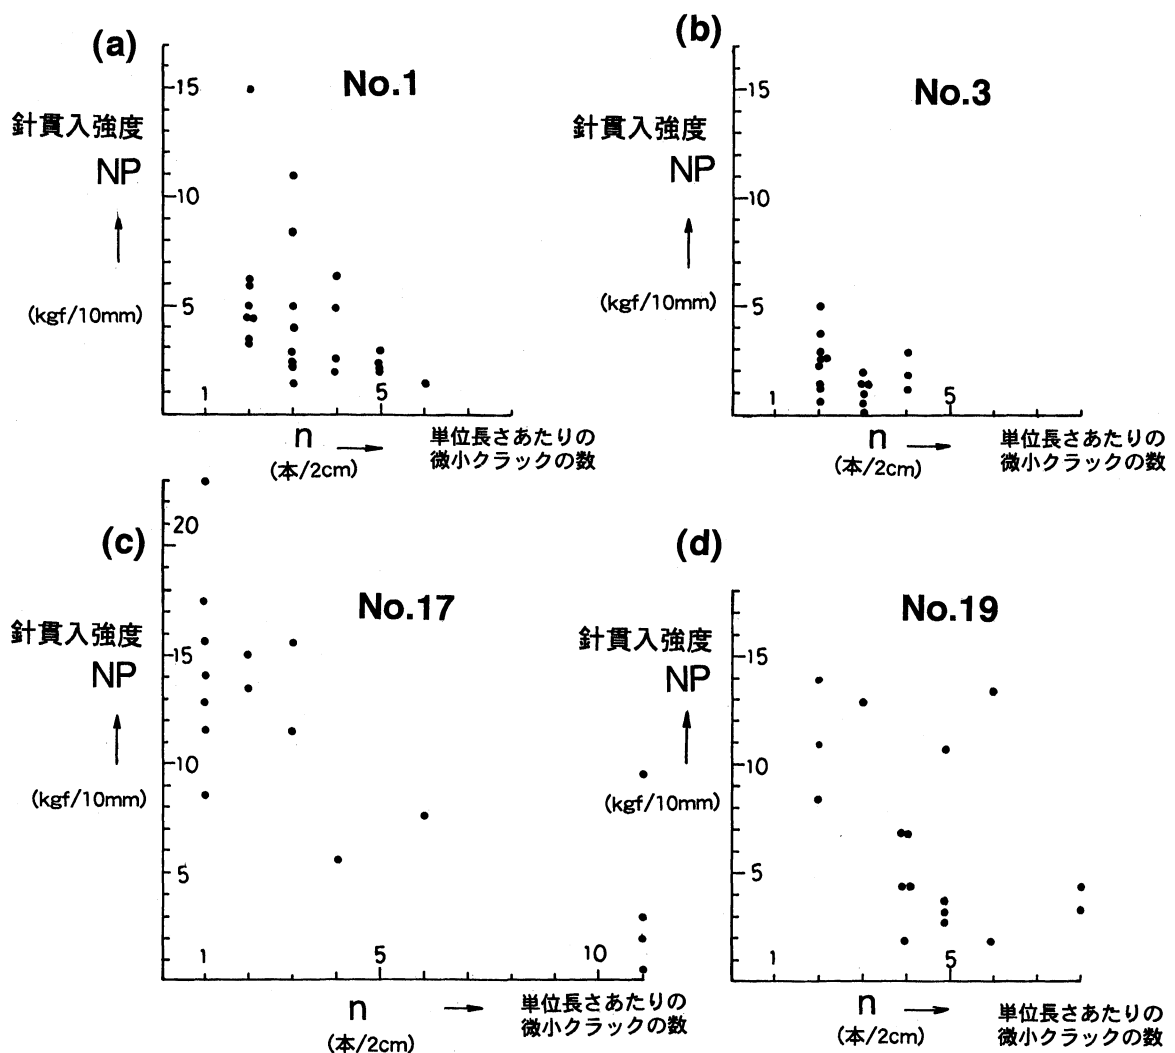 (a)
No.1
15
針貫入強度
NP
10
(kgf/10mm)
5
1
5
n
(本/2cm)
単位長さあたりの
微小クラックの数
(b)
No.3
15
針貫入強度
NP
10
(kgf/10mm)
5
1
5
n
(本/2cm)
単位長さあたりの
微小クラックの数
(c)
No.17
20
針貫入強度
NP
15
10
(kgf/10mm)
5
1
5
10
n
(本/2cm)
単位長さあたりの
微小クラックの数
(d)
No.19
針貫入強度
NP
15
10
(kgf/10mm)
5
1
5
n
(本/2cm)
単位長さあたりの
微小クラックの数